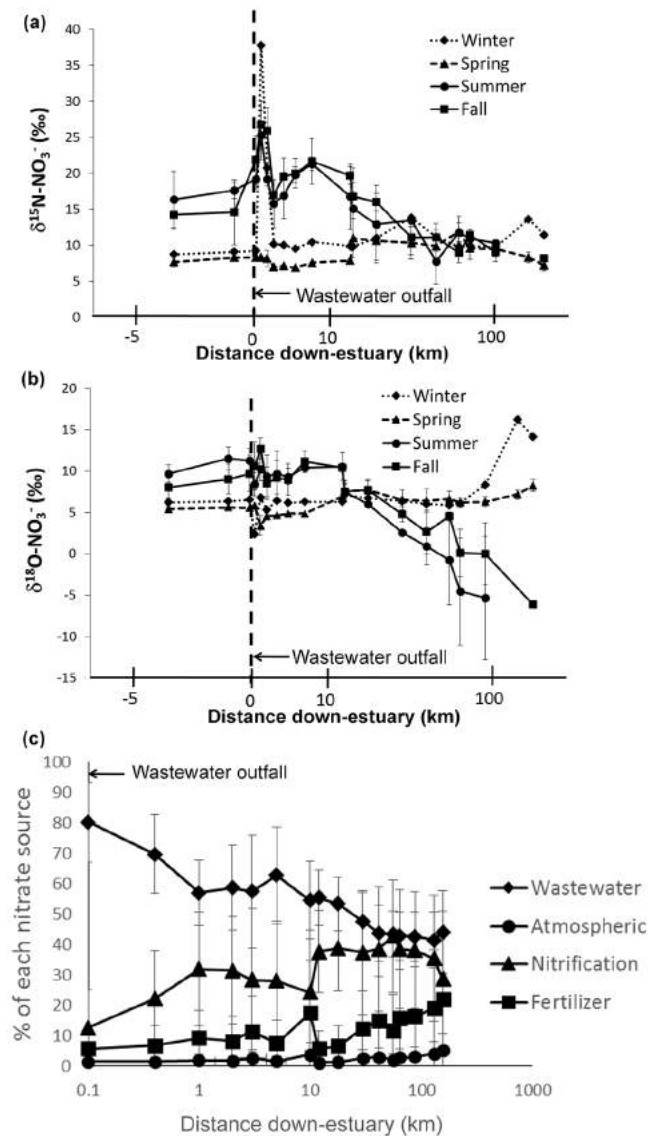 (a)
40
35
30
25
20
15
10
5
0
δ¹⁵N-NO₃⁻ (‰)
Winter
Spring
Summer
Fall
Wastewater outfall
-5 0 10 100
Distance down-estuary (km)
(b)
20
15
10
5
0
-5
-10
-15
δ¹⁸O-NO₃⁻ (‰)
Winter
Spring
Summer
Fall
Wastewater outfall
-5 0 10 100
Distance down-estuary (km)
(c)
100
90
80
70
60
50
40
30
20
10
0
% of each nitrate source
Wastewater outfall
Wastewater
Atmospheric
Nitrification
Fertilizer
0.1 1 10 100 1000
Distance down-estuary (km)